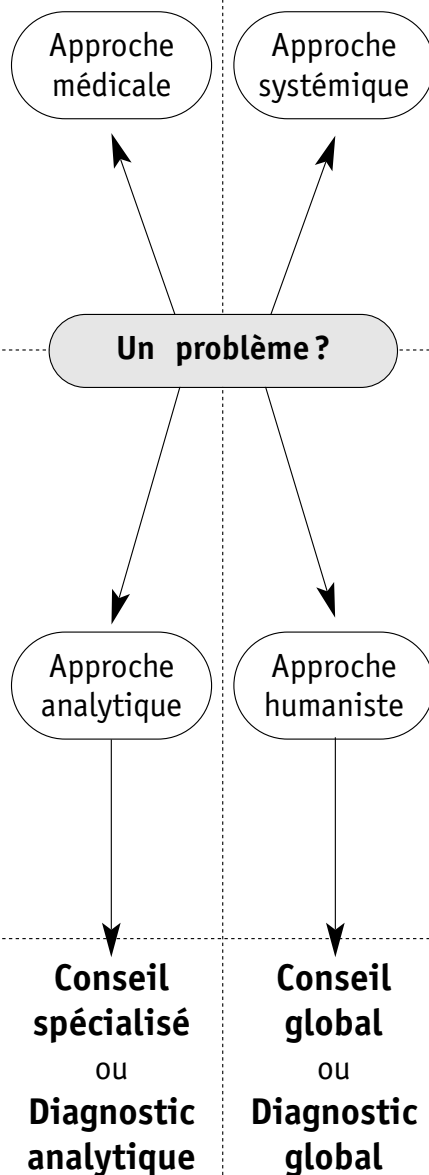 Approche
médicale
Approche
systémique
Un problème ?
Approche
analytique
Approche
humaniste
Conseil
spécialisé
ou
Diagnostic
analytique
Conseil
global
ou
Diagnostic
global